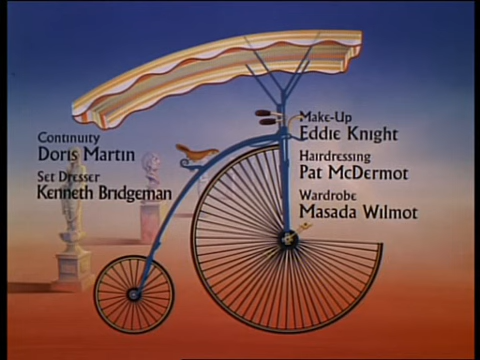 Continuity
Doris Martin
Set Dresser
Kenneth Bridgeman
Make-Up
Eddie Knight
Hairdressing
Pat McDermot
Wardrobe
Masada Wilmot